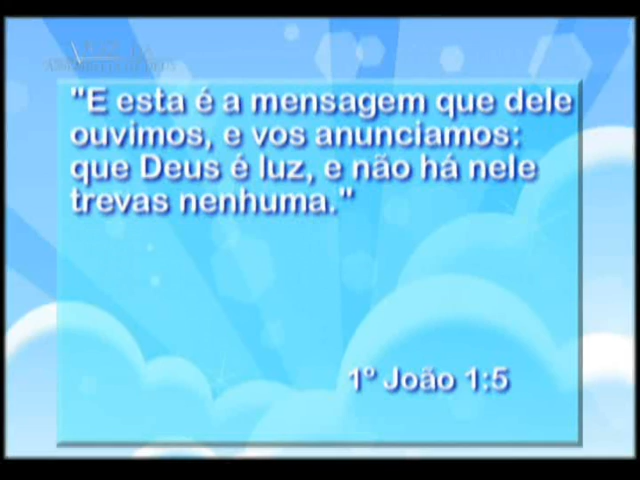 "E esta é a mensagem que dele
ouvimos, e vos anunciamos:
que Deus é luz, e não há nele
trevas nenhuma."
1º João 1:5